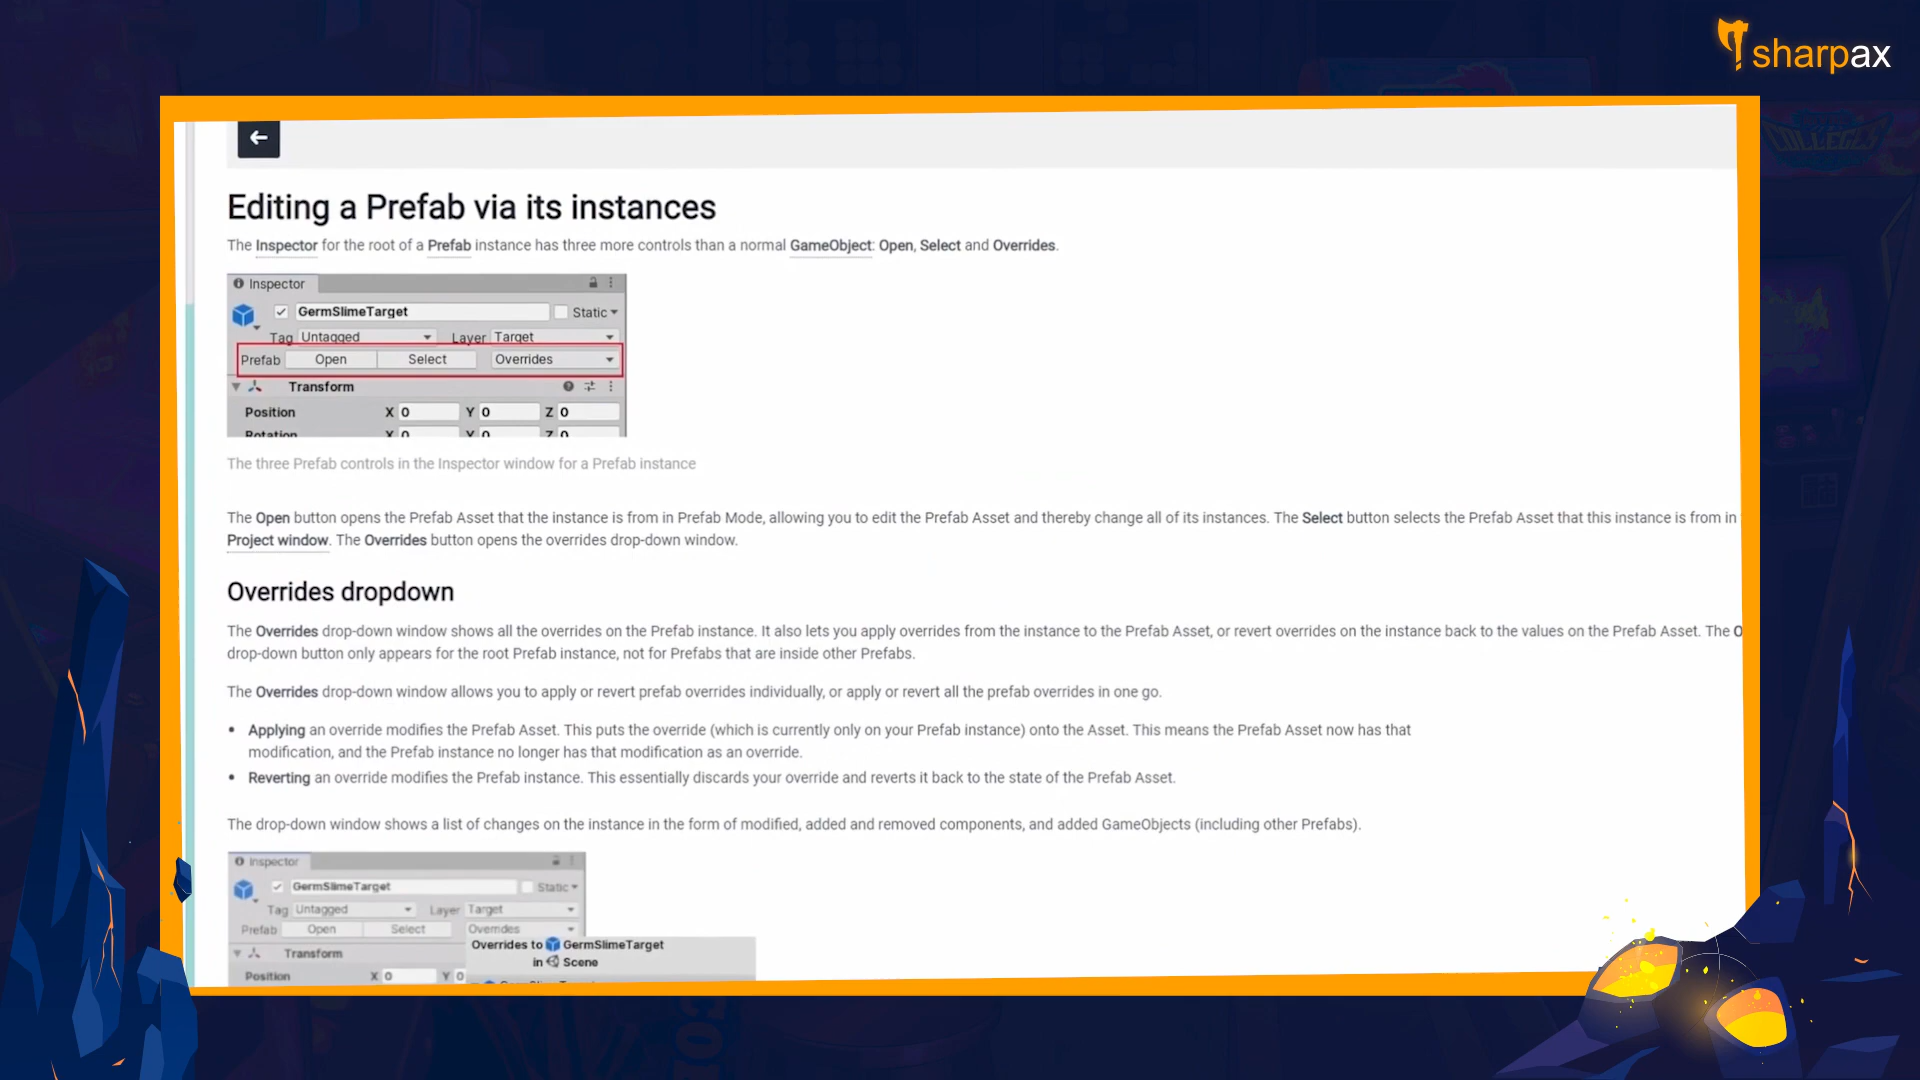 sharpax
Editing a Prefab via its instances
The Inspector for the root of a Prefab instance has three more controls than a normal GameObject: Open, Select and Overrides.
Inspector
GermSlimeTarget Static
Tag Untagged Layer Target
Prefab Open Select Overrides
Transform
Position X 0 Y 0 Z 0
Rotation X 0 Y 0 Z 0
The three Prefab controls in the Inspector window for a Prefab instance
The Open button opens the Prefab Asset that the instance is from in Prefab Mode, allowing you to edit the Prefab Asset and thereby change all of its instances. The Select button selects the Prefab Asset that this instance is from in
Project window. The Overrides button opens the overrides drop-down window.
Overrides dropdown
The Overrides drop-down window shows all the overrides on the Prefab instance. It also lets you apply overrides from the instance to the Prefab Asset, or revert overrides on the instance back to the values on the Prefab Asset. The O
drop-down button only appears for the root Prefab instance, not for Prefabs that are inside other Prefabs.
The Overrides drop-down window allows you to apply or revert prefab overrides individually, or apply or revert all the prefab overrides in one go.
• Applying an override modifies the Prefab Asset. This puts the override (which is currently only on your Prefab instance) onto the Asset. This means the Prefab Asset now has that
modification, and the Prefab instance no longer has that modification as an override.
• Reverting an override modifies the Prefab instance. This essentially discards your override and reverts it back to the state of the Prefab Asset.
The drop-down window shows a list of changes on the instance in the form of modified, added and removed components, and added GameObjects (including other Prefabs).
Inspector
GermSlimeTarget Static
Tag Untagged Layer Target
Prefab Open Select Overrides
Overrides to GermSlimeTarget
Transform
in Scene
Position X 0 Y 0
COLLEGES